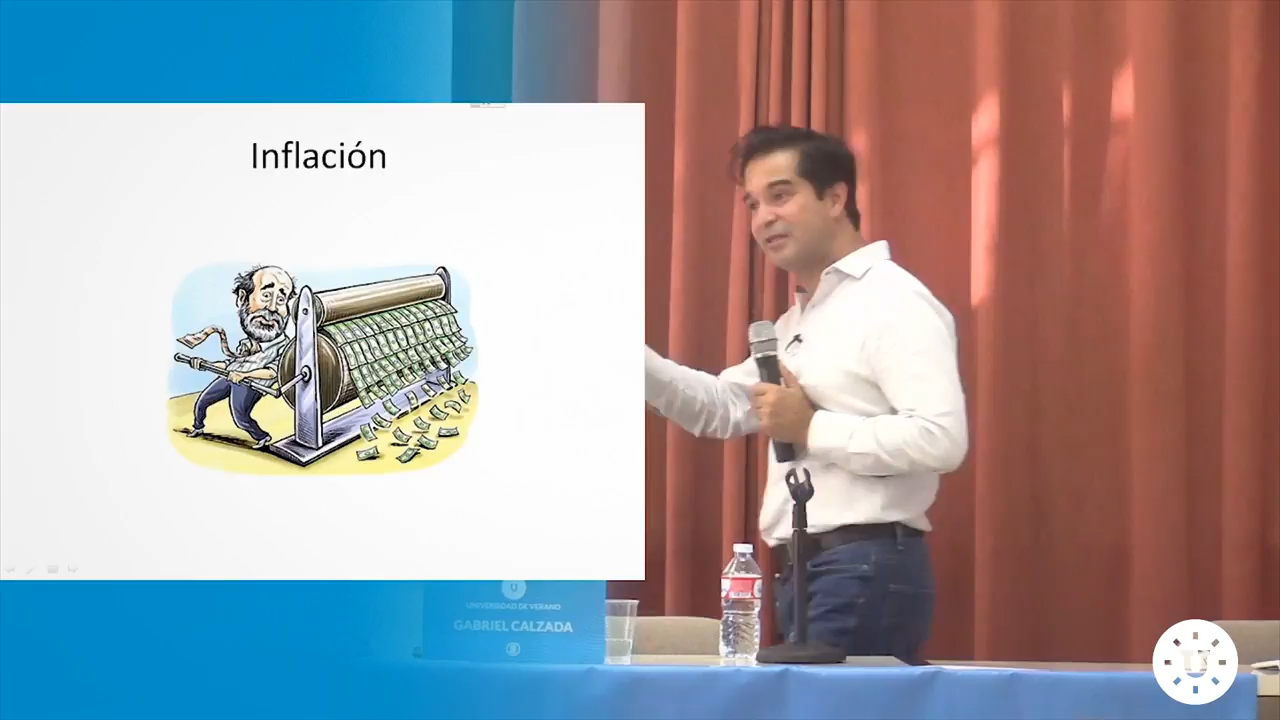 Inflación
U
UNIVERSIDAD DE VERANO
GABRIEL CALZADA
U